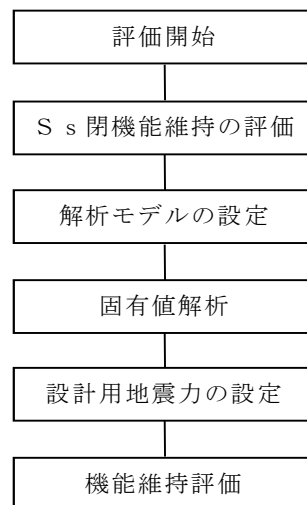 評価開始
Ｓｓ閉機能維持の評価
解析モデルの設定
固有値解析
設計用地震力の設定
機能維持評価